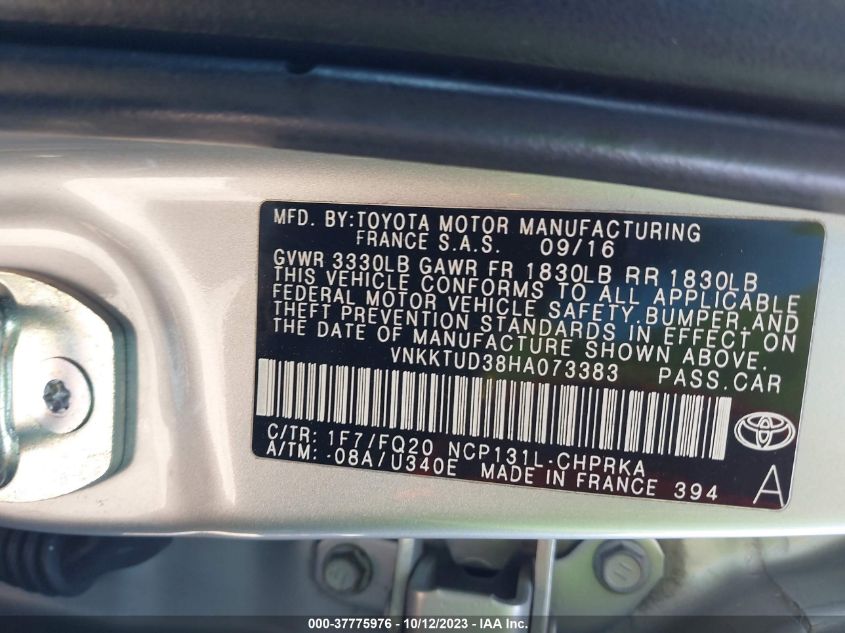 MFD. BY:TOYOTA MOTOR MANUFACTURING
FRANCE S.A.S. 09/16
GVWR 3330LB GAWR FR 1830LB RR 1830LB
THIS VEHICLE CONFORMS TO ALL APPLICABLE
FEDERAL MOTOR VEHICLE SAFETY,BUMPER,AND
THEFT PREVENTION STANDARDS IN EFFECT ON
THE DATE OF MANUFACTURE SHOWN ABOVE.
VNKKTUD38HA073383 PASS.CAR
C/TR: 1F7/FQ20 NCP131L-CHPRKA
A/TM: -08A/U340E MADE IN FRANCE 394
A
000-37775976 - 10/12/2023 - IAA Inc.